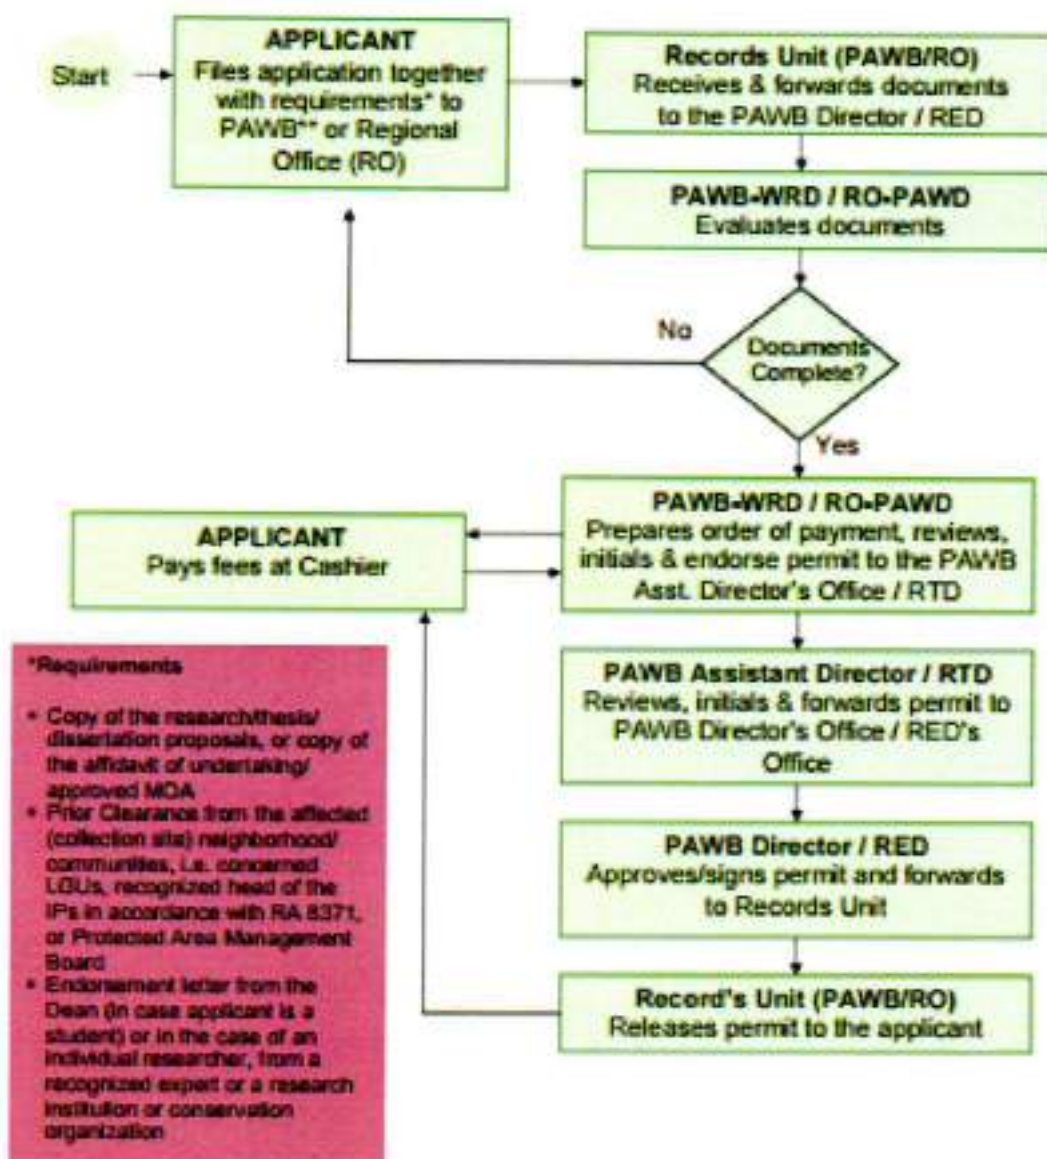 Start
APPLICANT
Files application together
with requirements* to
PAWB** or Regional
Office (RO)
Records Unit (PAWB/RO)
Receives & forwards documents
to the PAWB Director / RED
PAWB-WRD / RO-PAWD
Evaluates documents
No
Documents
Complete?
Yes
PAWB-WRD / RO-PAWD
Prepares order of payment, reviews,
initials & endorse permit to the PAWB
Asst. Director's Office / RTD
APPLICANT
Pays fees at Cashier
PAWB Assistant Director / RTD
Reviews, initials & forwards permit to
PAWB Director's Office / RED's
Office
PAWB Director / RED
Approves/signs permit and forwards
to Records Unit
Record's Unit (PAWB/RO)
Releases permit to the applicant
*Requirements
• Copy of the research/thesis/
dissertation proposals, or copy of
the affidavit of undertaking/
approved MOA
• Prior Clearance from the affected
(collection site) neighborhood/
communities, i.e. concerned
LGUs, recognized head of the
IPs in accordance with RA 8371,
or Protected Area Management
Board
• Endorsement letter from the
Dean (in case applicant is a
student) or in the case of an
individual researcher, from a
recognized expert or a research
institution or conservation
organization